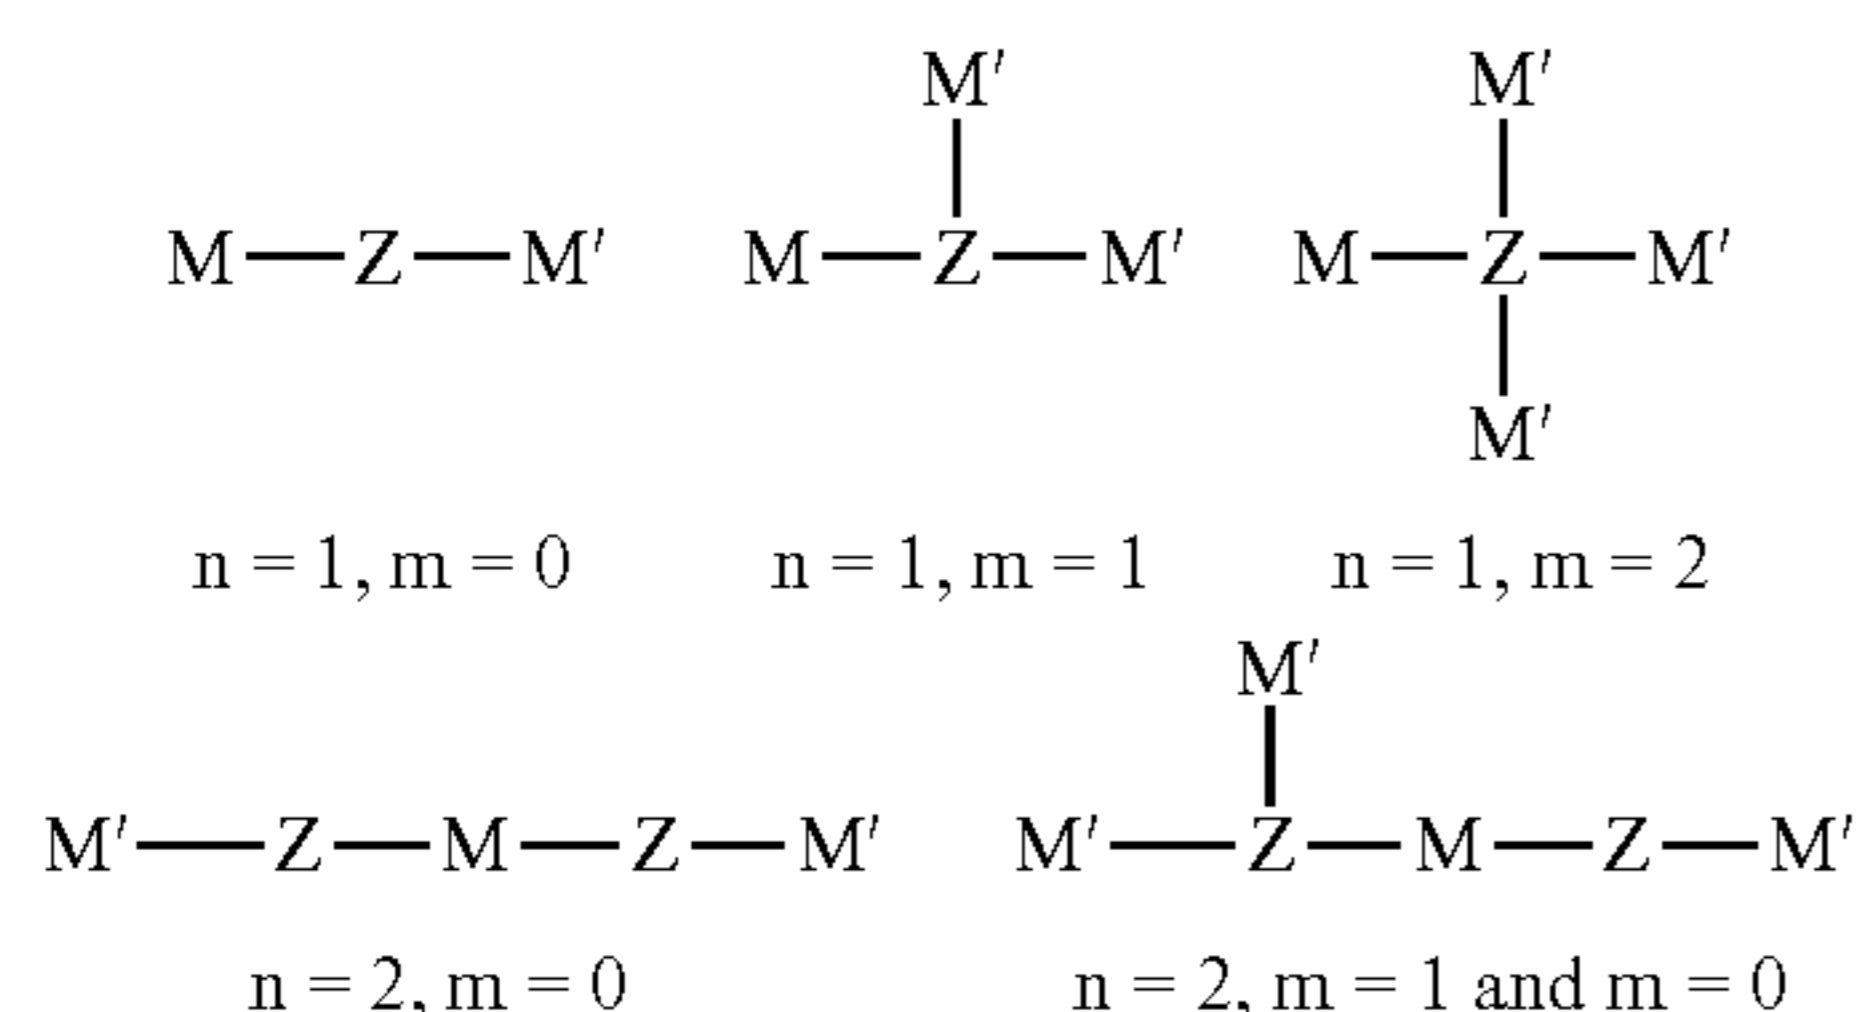 M' M'
M—Z—M' M—Z—M' M—Z—M'
M'
n = 1, m = 0 n = 1, m = 1 n = 1, m = 2
M'
M'—Z—M—Z—M' M'—Z—M—Z—M'
n = 2, m = 0 n = 2, m = 1 and m = 0